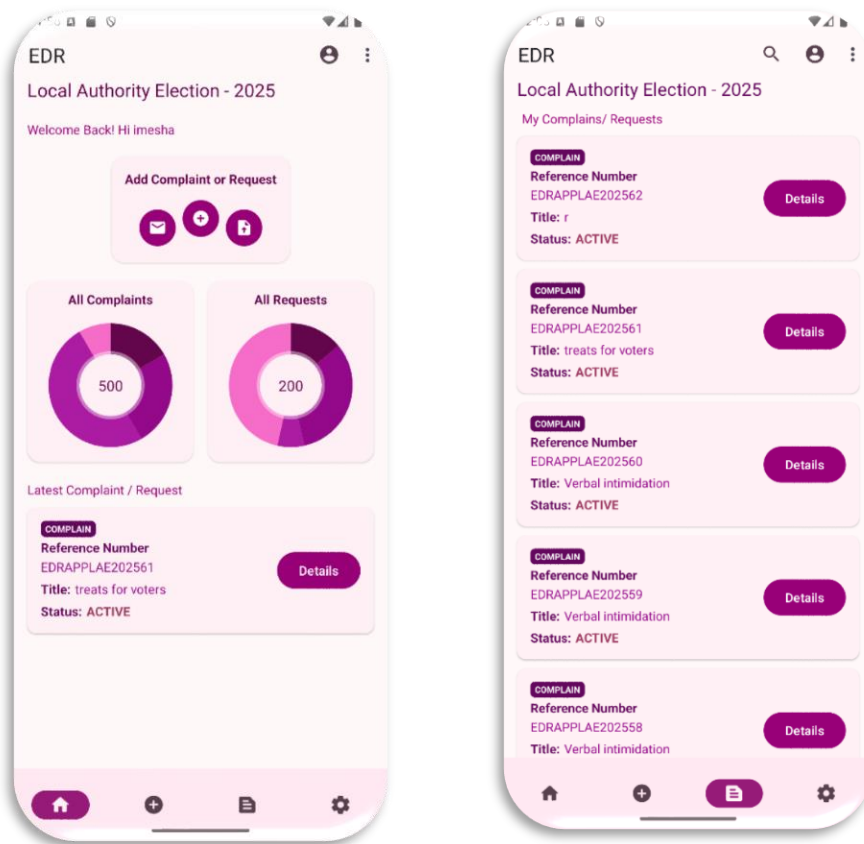 EDR
Local Authority Election - 2025
Welcome Back! Hi imesha
Add Complaint or Request
All Complaints
500
All Requests
200
Latest Complaint / Request
COMPLAIN
Reference Number
EDRAPPLAE202561
Title: treats for voters
Status: ACTIVE
Details
EDR
Local Authority Election - 2025
My Complains/ Requests
COMPLAIN
Reference Number
EDRAPPLAE202562
Title: r
Status: ACTIVE
Details
COMPLAIN
Reference Number
EDRAPPLAE202561
Title: treats for voters
Status: ACTIVE
Details
COMPLAIN
Reference Number
EDRAPPLAE202560
Title: Verbal intimidation
Status: ACTIVE
Details
COMPLAIN
Reference Number
EDRAPPLAE202559
Title: Verbal intimidation
Status: ACTIVE
Details
COMPLAIN
Reference Number
EDRAPPLAE202558
Title: Verbal intimidation
Details